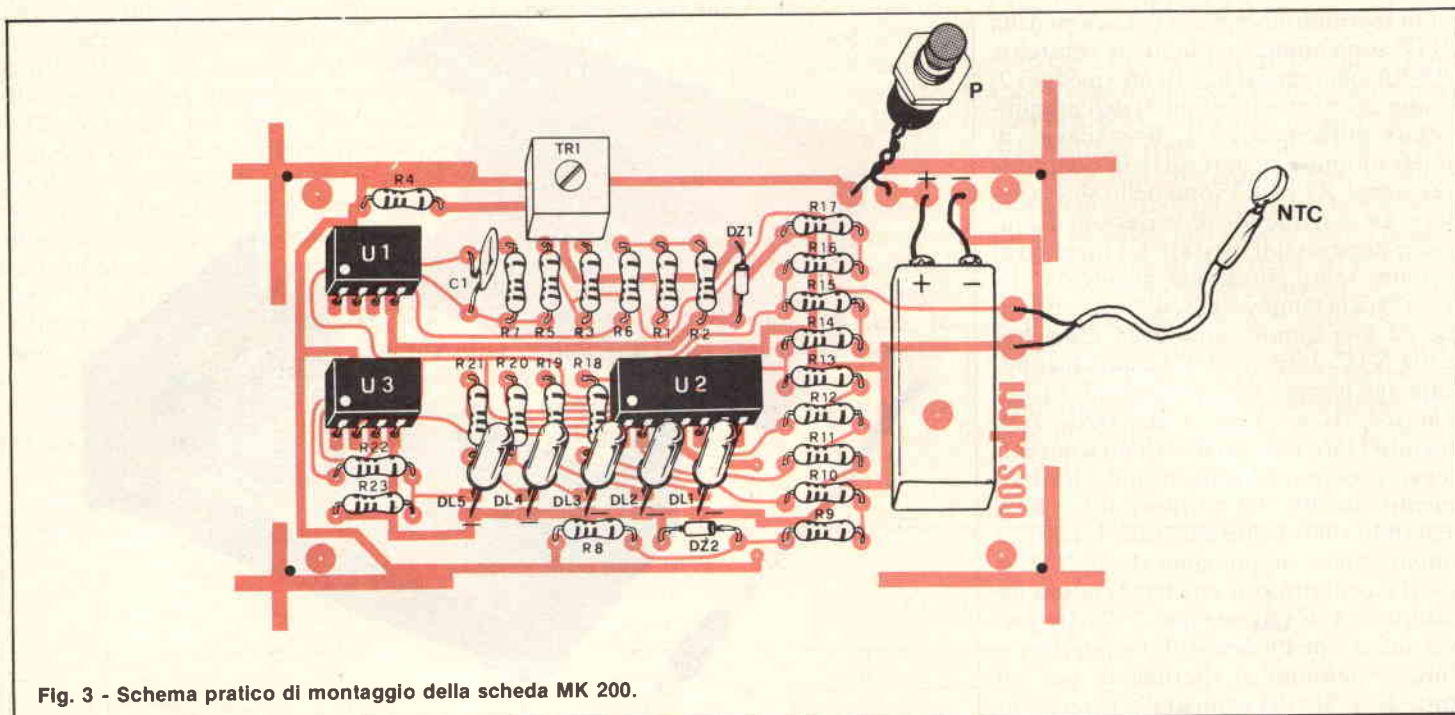 P
TR1
R4
+ −
NTC
U1
C1
R7
R5
R3
R6
R1
R2
DZ1
R17
R16
R15
R14
R13
R12
R11
R10
R9
+ −
MK200
U3
R21
R20
R19
R18
U2
R22
R23
DL5
DL4
DL3
DL2
DL1
− − − − −
R8
DZ2
Fig. 3 - Schema pratico di montaggio della scheda MK 200.